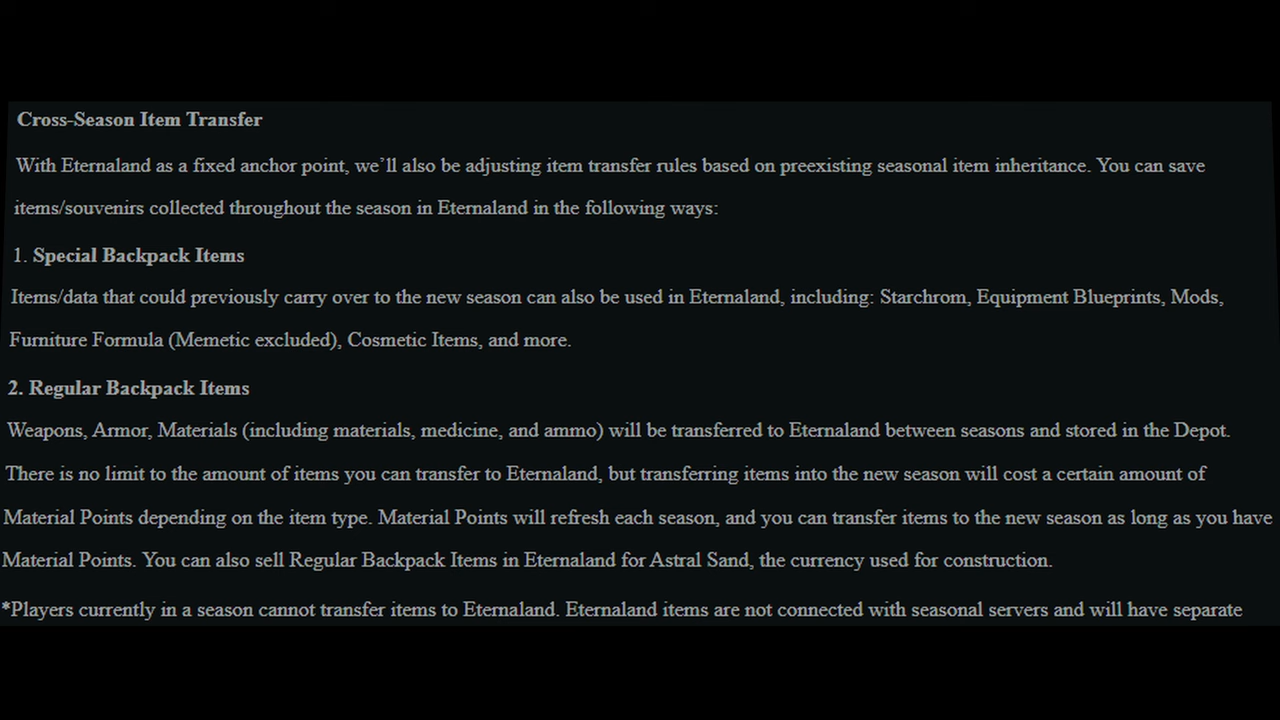 Cross-Season Item Transfer
With Eternaland as a fixed anchor point, we’ll also be adjusting item transfer rules based on preexisting seasonal item inheritance. You can save
items/souvenirs collected throughout the season in Eternaland in the following ways:
1. Special Backpack Items
Items/data that could previously carry over to the new season can also be used in Eternaland, including: Starchrom, Equipment Blueprints, Mods,
Furniture Formula (Memetic excluded), Cosmetic Items, and more.
2. Regular Backpack Items
Weapons, Armor, Materials (including materials, medicine, and ammo) will be transferred to Eternaland between seasons and stored in the Depot.
There is no limit to the amount of items you can transfer to Eternaland, but transferring items into the new season will cost a certain amount of
Material Points depending on the item type. Material Points will refresh each season, and you can transfer items to the new season as long as you have
Material Points. You can also sell Regular Backpack Items in Eternaland for Astral Sand, the currency used for construction.
*Players currently in a season cannot transfer items to Eternaland. Eternaland items are not connected with seasonal servers and will have separate